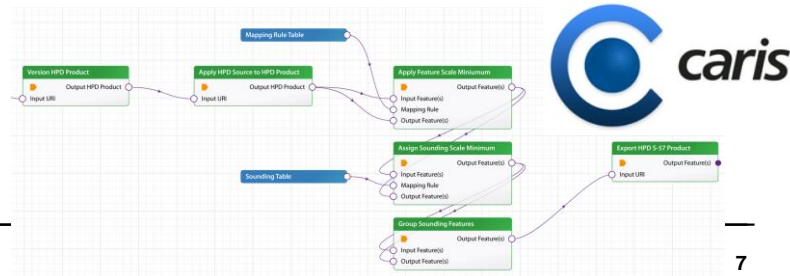 Mapping Rule Table
Version HPD Product
Output HPD Product
Input URI
Apply HPD Source to HPD Product
Output HPD Product
Input URI
Apply Feature Scale Miniumum
Output Feature(s)
Input Feature(s)
Mapping Rule
Output Feature(s)
caris
Sounding Table
Assign Sounding Scale Minimum
Output Feature(s)
Input Feature(s)
Mapping Rule
Output Feature(s)
Export HPD S-57 Product
Output Feature(s)
Input URI
Group Sounding Features
Output Feature(s)
Input Feature(s)
Output Feature(s)
7